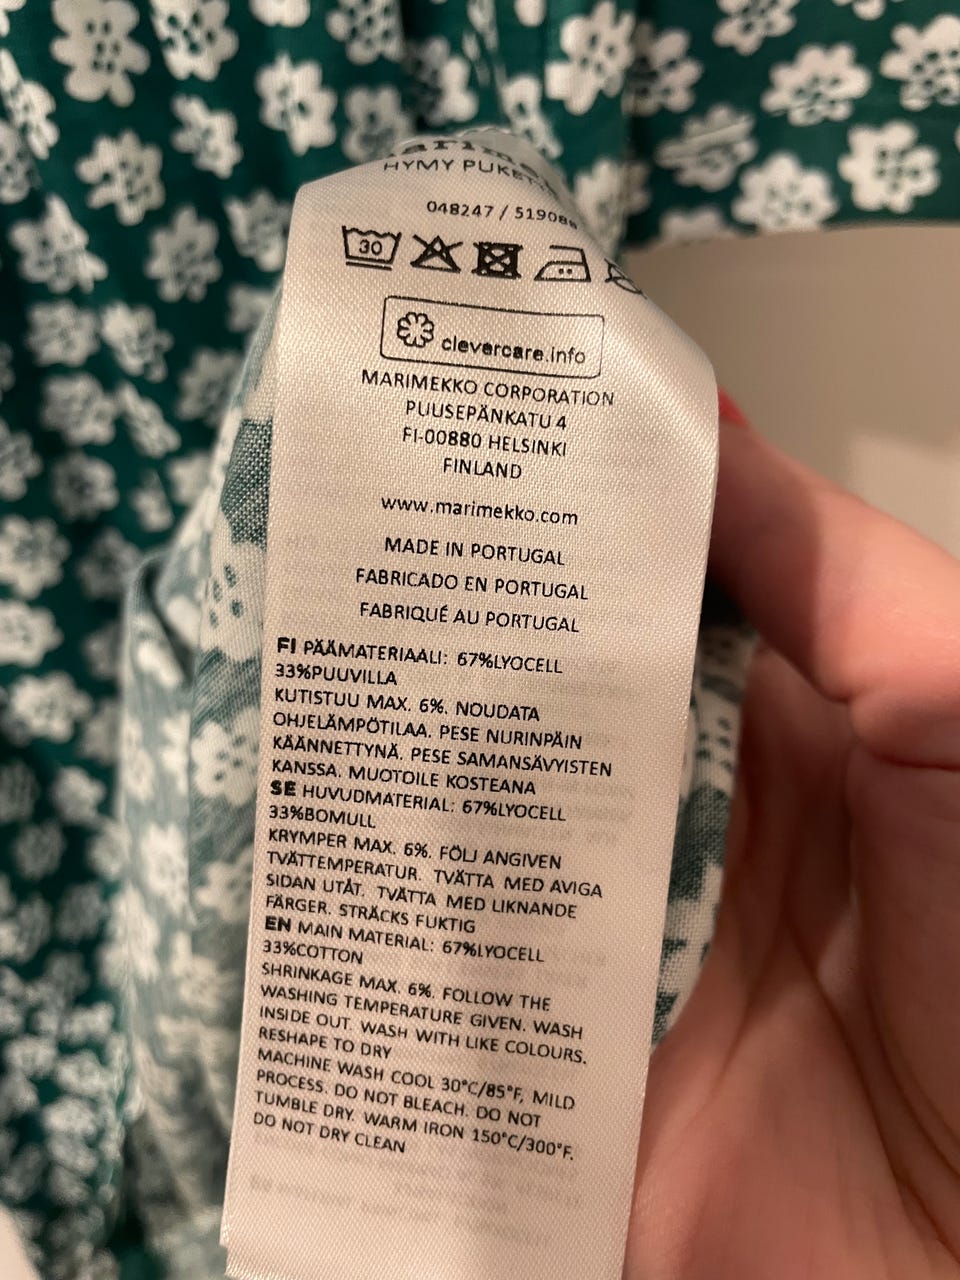 HYMY
048247 /
30
clevercare.info
MARIMEKKO CORPORATION
PUUSEPÄNKATU 4
FI-00880 HELSINKI
FINLAND
www.marimekko.com
MADE IN PORTUGAL
FABRICADO EN PORTUGAL
FABRIQUÉ AU PORTUGAL
FI PÄÄMATERIAALI: 67%LYOCELL
33%PUUVILLA
KUTISTUU MAX. 6%. NOUDATA
OHJELÄMPÖTILAA. PESE NURINPÄIN
KÄÄNNETTYNÄ. PESE SAMANSÄVYISTEN
KANSSA. MUOTOILE KOSTEANA
SE HUVUDMATERIAL: 67%LYOCELL
33%BOMULL
KRYMPER MAX. 6%. FÖLJ ANGIVEN
TVÄTTEMPERATUR. TVÄTTA MED AVIGA
SIDAN UTÅT. TVÄTTA MED LIKNANDE
FÄRGER. STRÄCKS FUKTIG
EN MAIN MATERIAL: 67%LYOCELL
33%COTTON
SHRINKAGE MAX. 6%. FOLLOW THE
WASHING TEMPERATURE GIVEN. WASH
INSIDE OUT. WASH WITH LIKE COLOURS.
RESHAPE TO DRY
MACHINE WASH COOL 30°C/85°F, MILD
PROCESS. DO NOT BLEACH. DO NOT
TUMBLE DRY. WARM IRON 150°C/300°F.
DO NOT DRY CLEAN